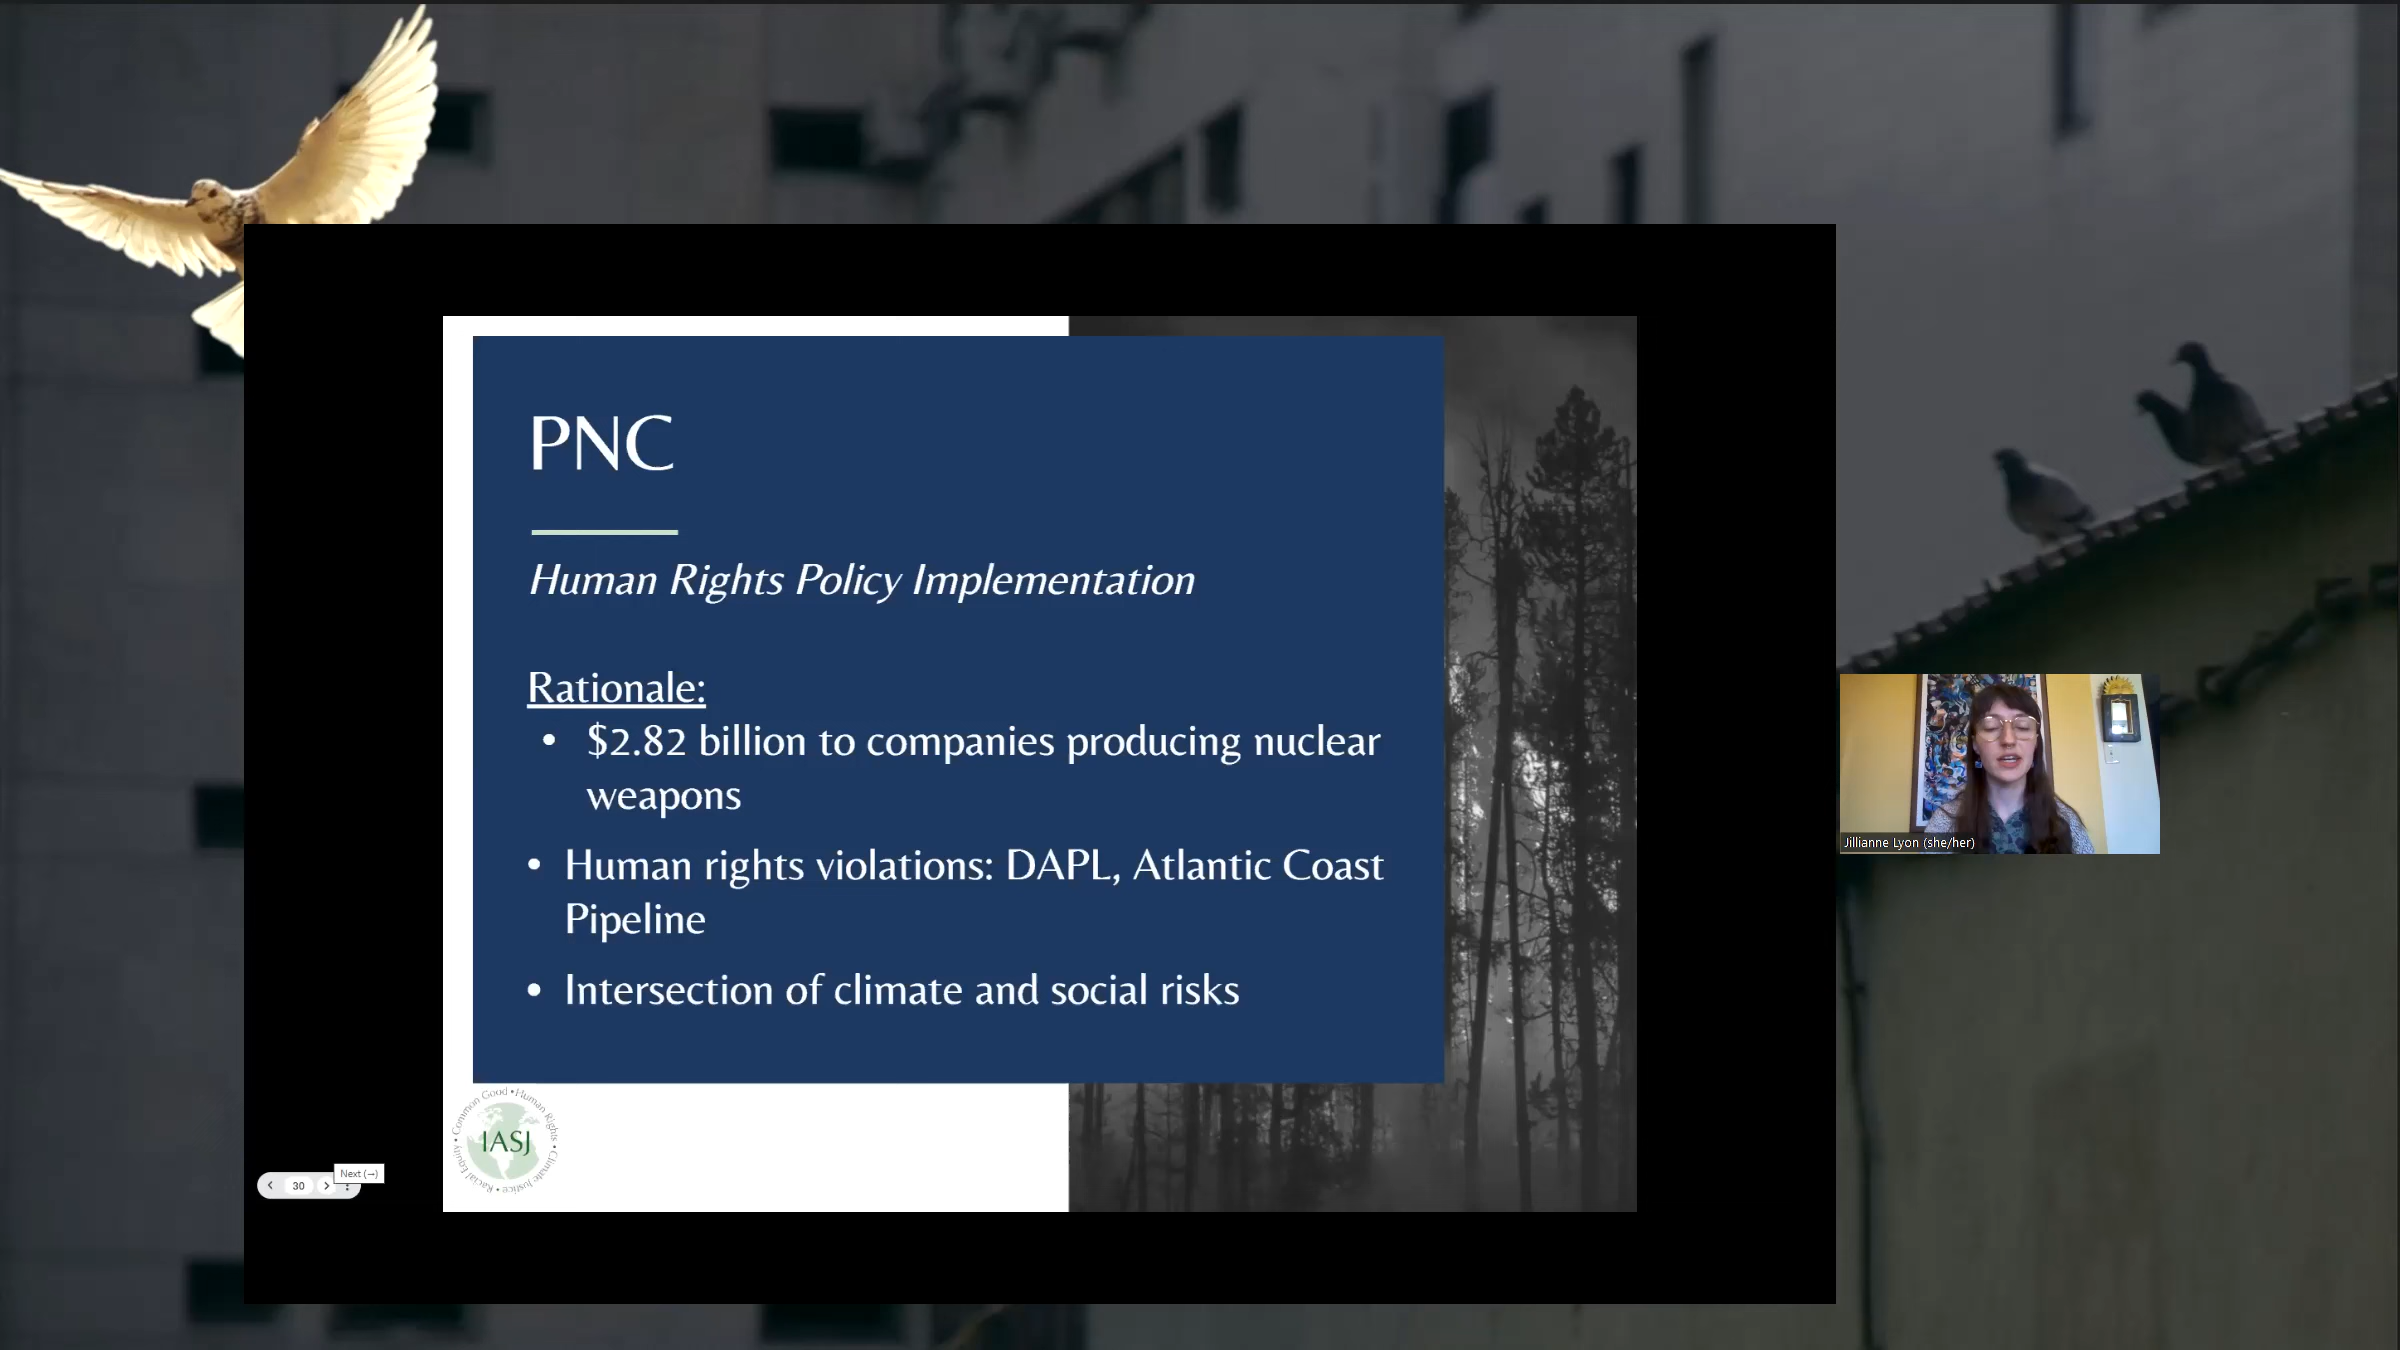 PNC
Human Rights Policy Implementation
Rationale:
• $2.82 billion to companies producing nuclear
weapons
• Human rights violations: DAPL, Atlantic Coast
Pipeline
• Intersection of climate and social risks
Jillianne Lyon (she/her)
Common Good • Human Rights • Climate Justice • Racial Equity •
IASJ
Next (→)
30